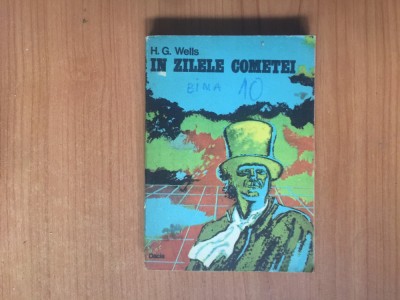 H. G. Wells
IN ZILELE COMETEI
BINA 10
Dacia